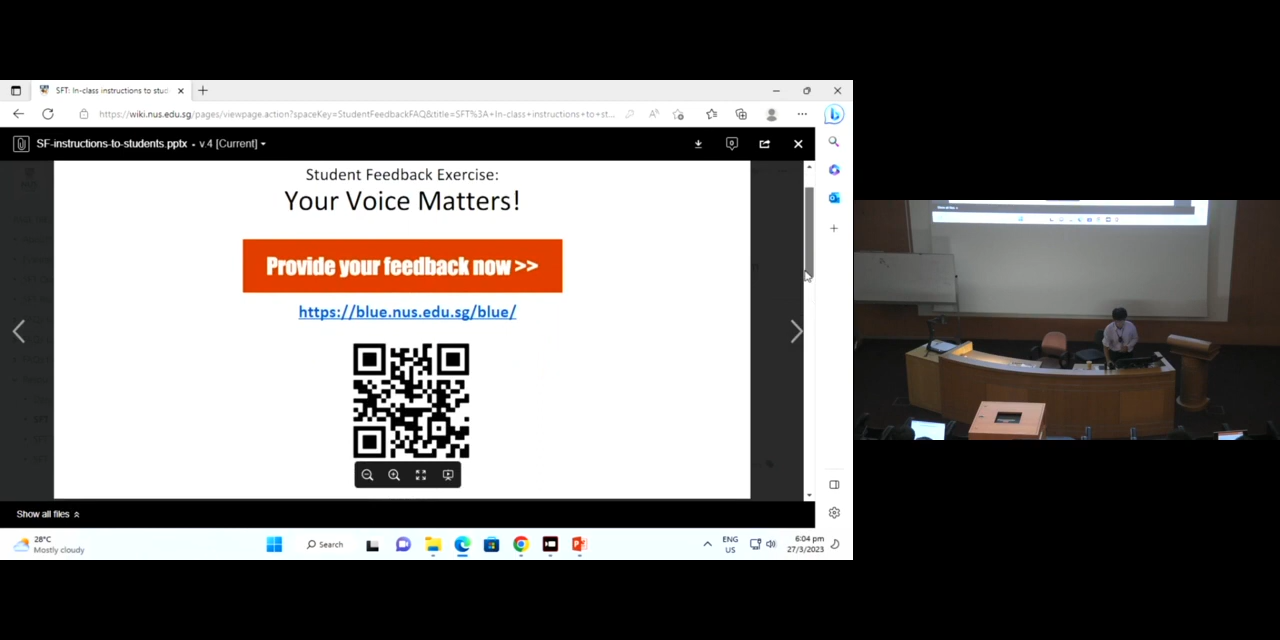 SFT: In-class instructions to stud
https://wiki.nus.edu.sg/pages/viewpage.action?spaceKey=StudentFeedbackFAQ&title=SFT%3A+In-class+instructions+to+st...
SF-instructions-to-students.pptx • v.4 [Current]
Student Feedback Exercise:
Your Voice Matters!
Provide your feedback now >>
https://blue.nus.edu.sg/blue/
Show all files
28°C
Mostly cloudy
Search
ENG
US
6:04 pm
27/3/2023